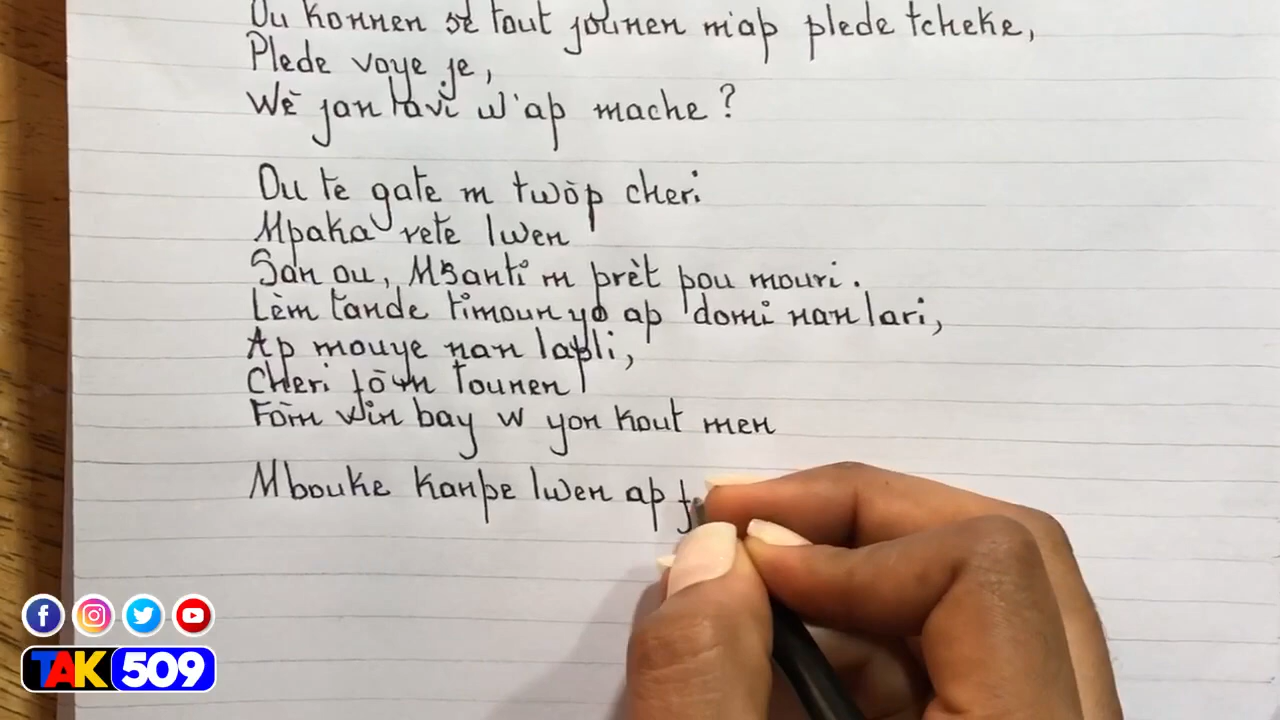 Ou konnen sè tout jounen m'ap plede tcheke,
Plede voye je,
Wè jan lavi w'ap mache?
Ou te gate m twòp cheri
Mpaka rete lwen
San ou, Msanti m prèt pou mouri.
Lèm tande timoun yo ap domi nan lari,
Ap mouye nan lapli,
Cheri fòwn tounen
Fòm vin bay w yon kout men
Mbouke kanpe lwen ap
TAK 509